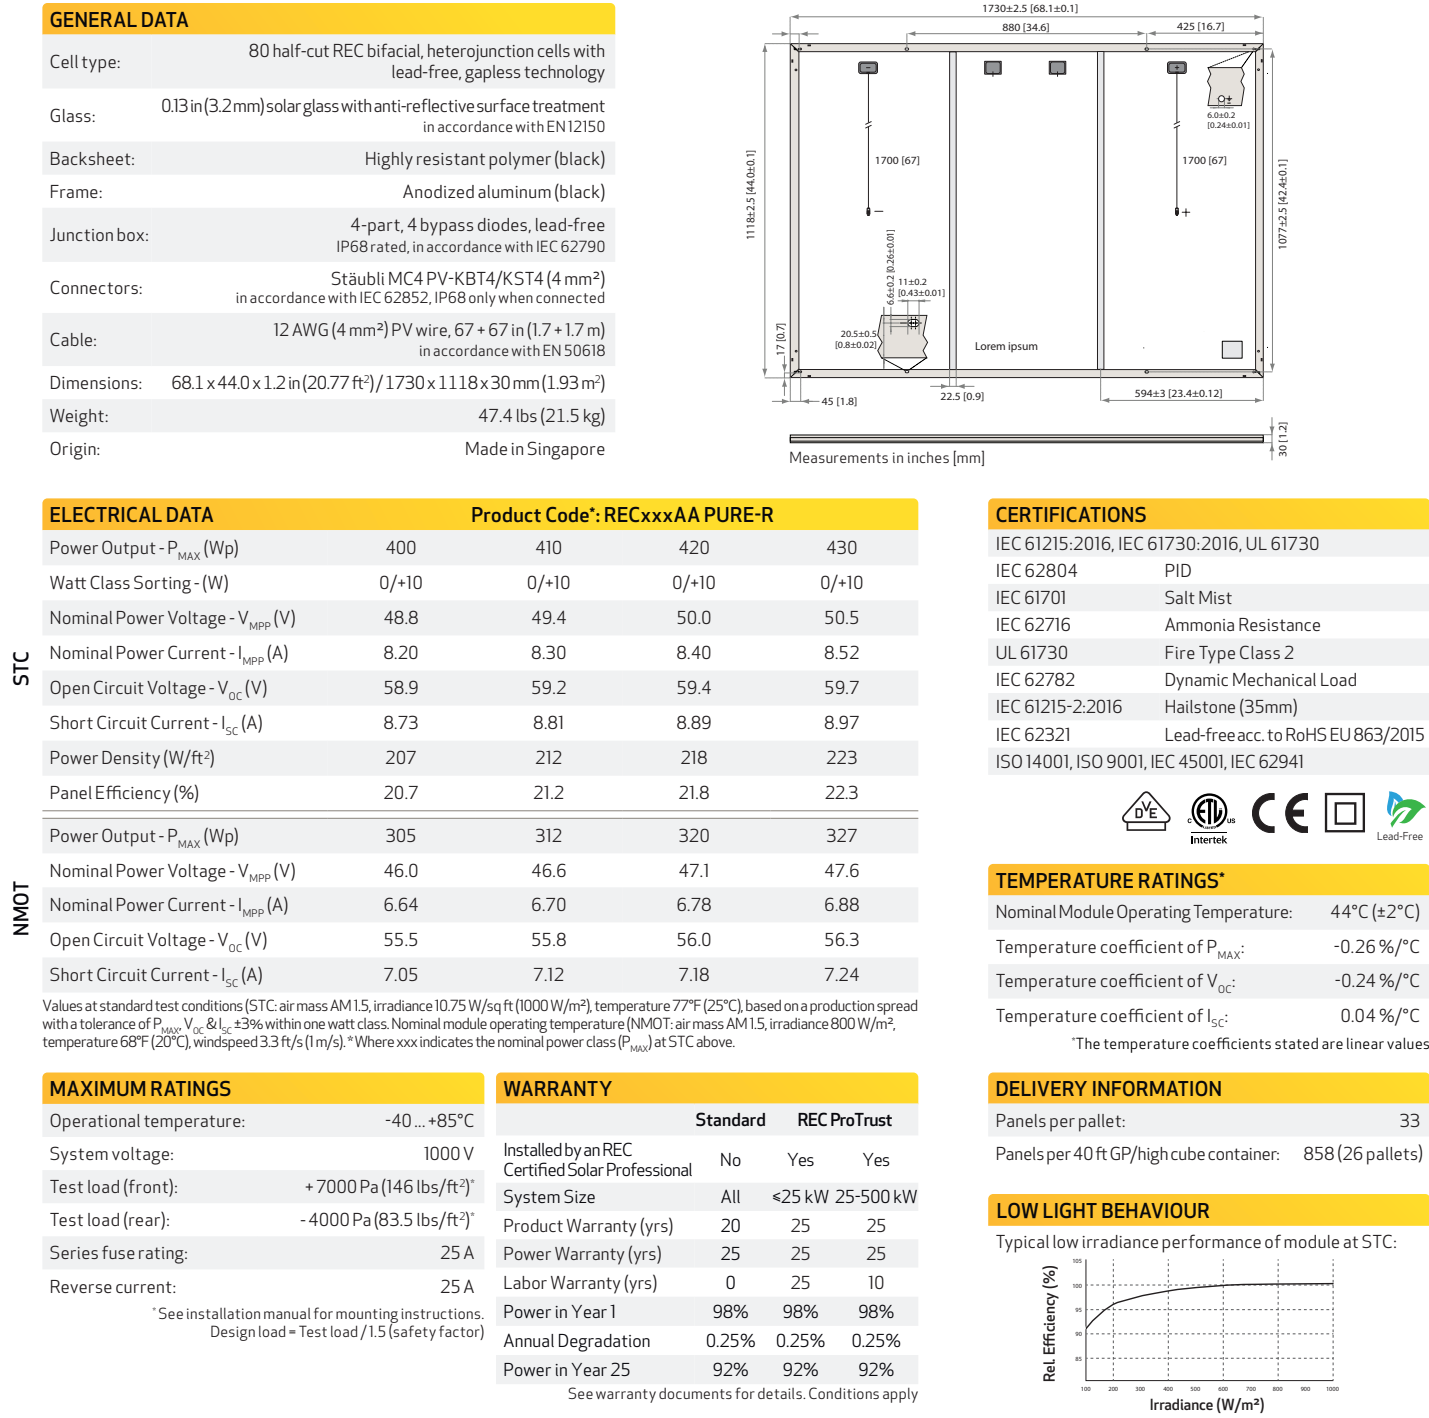 GENERAL DATA
Cell type: 80 half-cut REC bifacial, heterojunction cells with
lead-free, gapless technology
Glass: 0.13 in (3.2 mm) solar glass with anti-reflective surface treatment
in accordance with EN 12150
Backsheet: Highly resistant polymer (black)
Frame: Anodized aluminum (black)
Junction box: 4-part, 4 bypass diodes, lead-free
IP68 rated, in accordance with IEC 62790
Connectors: Stäubli MC4 PV-KBT4/KST4 (4 mm²)
in accordance with IEC 62852, IP68 only when connected
Cable: 12 AWG (4 mm²) PV wire, 67 + 67 in (1.7 + 1.7 m)
in accordance with EN 50618
Dimensions: 68.1 x 44.0 x 1.2 in (20.77 ft²) / 1730 x 1118 x 30 mm (1.93 m²)
Weight: 47.4 lbs (21.5 kg)
Origin: Made in Singapore
1730±2.5 [68.1±0.1]
880 [34.6]
425 [16.7]
- +
6.0±0.2
[0.24±0.01]
1118±2.5 [44.0±0.1]
1700 [67]
1700 [67]
1077±2.5 [42.4±0.1]
- +
6.6±0.2 [0.26±0.01]
11±0.2
[0.43±0.01]
20.5±0.5
[0.8±0.02]
17 [0.7]
Lorem ipsum
45 [1.8]
22.5 [0.9]
594±3 [23.4±0.12]
30 [1.2]
Measurements in inches [mm]
ELECTRICAL DATA Product Code*: RECxxxAA PURE-R
STC
Power Output - PMAX (Wp) 400 410 420 430
Watt Class Sorting - (W) 0/+10 0/+10 0/+10 0/+10
Nominal Power Voltage - VMPP (V) 48.8 49.4 50.0 50.5
Nominal Power Current - IMPP (A) 8.20 8.30 8.40 8.52
Open Circuit Voltage - VOC (V) 58.9 59.2 59.4 59.7
Short Circuit Current - ISC (A) 8.73 8.81 8.89 8.97
Power Density (W/ft²) 207 212 218 223
Panel Efficiency (%) 20.7 21.2 21.8 22.3
NMOT
Power Output - PMAX (Wp) 305 312 320 327
Nominal Power Voltage - VMPP (V) 46.0 46.6 47.1 47.6
Nominal Power Current - IMPP (A) 6.64 6.70 6.78 6.88
Open Circuit Voltage - VOC (V) 55.5 55.8 56.0 56.3
Short Circuit Current - ISC (A) 7.05 7.12 7.18 7.24
Values at standard test conditions (STC: air mass AM 1.5, irradiance 10.75 W/sq ft (1000 W/m²), temperature 77°F (25°C), based on a production spread
with a tolerance of PMAX, VOC & ISC ±3% within one watt class. Nominal module operating temperature (NMOT: air mass AM 1.5, irradiance 800 W/m²,
temperature 68°F (20°C), windspeed 3.3 ft/s (1 m/s). * Where xxx indicates the nominal power class (PMAX) at STC above.
CERTIFICATIONS
IEC 61215:2016, IEC 61730:2016, UL 61730
IEC 62804 PID
IEC 61701 Salt Mist
IEC 62716 Ammonia Resistance
UL 61730 Fire Type Class 2
IEC 62782 Dynamic Mechanical Load
IEC 61215-2:2016 Hailstone (35mm)
IEC 62321 Lead-free acc. to RoHS EU 863/2015
ISO 14001, ISO 9001, IEC 45001, IEC 62941
DVE
C ETL US
Intertek
CE
Lead-Free
TEMPERATURE RATINGS*
Nominal Module Operating Temperature: 44°C (±2°C)
Temperature coefficient of PMAX: -0.26 %/°C
Temperature coefficient of VOC: -0.24 %/°C
Temperature coefficient of ISC: 0.04 %/°C
*The temperature coefficients stated are linear values
MAXIMUM RATINGS
Operational temperature: -40 ... +85°C
System voltage: 1000 V
Test load (front): + 7000 Pa (146 lbs/ft²)*
Test load (rear): - 4000 Pa (83.5 lbs/ft²)*
Series fuse rating: 25 A
Reverse current: 25 A
* See installation manual for mounting instructions.
Design load = Test load / 1.5 (safety factor)
WARRANTY
Standard REC ProTrust
Installed by an REC
Certified Solar Professional No Yes Yes
System Size All ≤25 kW 25-500 kW
Product Warranty (yrs) 20 25 25
Power Warranty (yrs) 25 25 25
Labor Warranty (yrs) 0 25 10
Power in Year 1 98% 98% 98%
Annual Degradation 0.25% 0.25% 0.25%
Power in Year 25 92% 92% 92%
See warranty documents for details. Conditions apply
DELIVERY INFORMATION
Panels per pallet: 33
Panels per 40 ft GP/high cube container: 858 (26 pallets)
LOW LIGHT BEHAVIOUR
Typical low irradiance performance of module at STC:
Rel. Efficiency (%)
105
100
95
90
85
100 200 300 400 500 600 700 800 900 1000
Irradiance (W/m²)